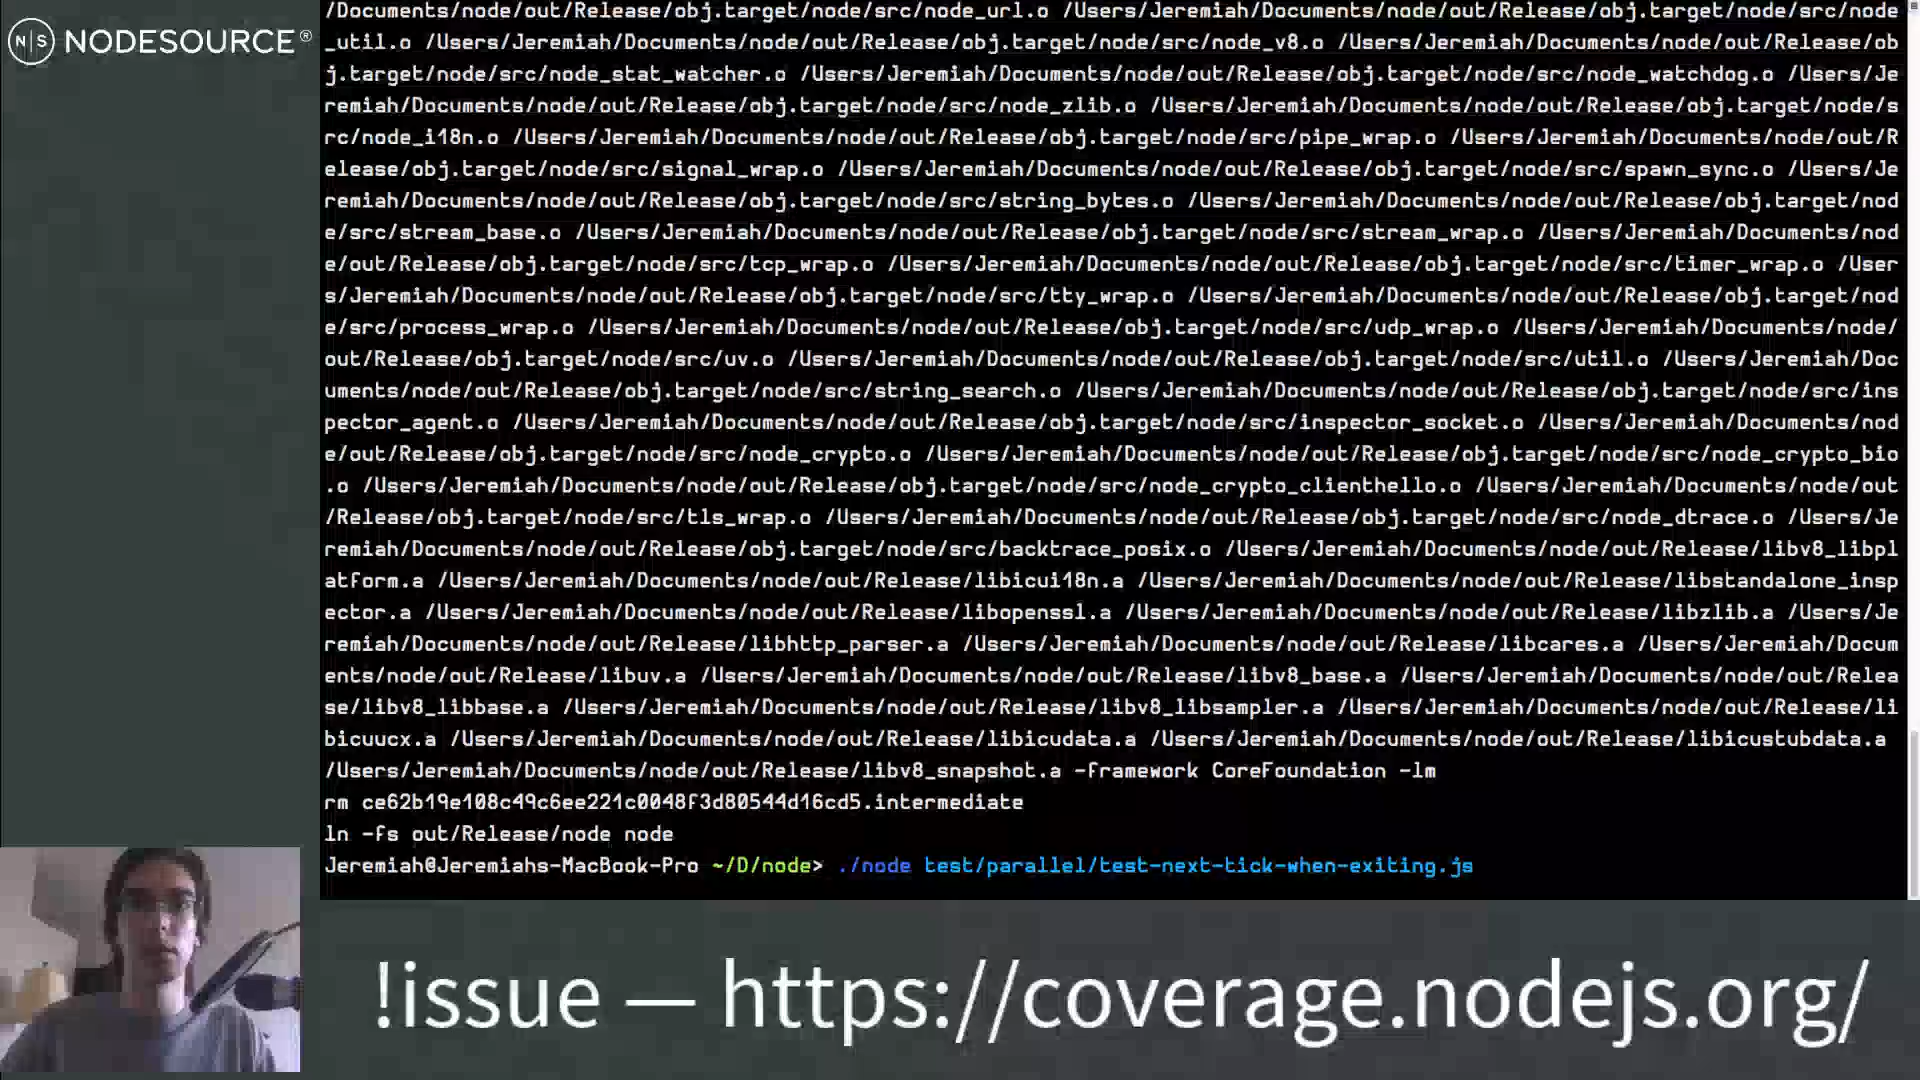 NODESOURCE®
N|S
/Documents/node/out/Release/obj.target/node/src/node_url.o /Users/Jeremiah/Documents/node/out/Release/obj.target/node/src/node
_util.o /Users/Jeremiah/Documents/node/out/Release/obj.target/node/src/node_v8.o /Users/Jeremiah/Documents/node/out/Release/ob
j.target/node/src/node_stat_watcher.o /Users/Jeremiah/Documents/node/out/Release/obj.target/node/src/node_watchdog.o /Users/Je
remiah/Documents/node/out/Release/obj.target/node/src/node_zlib.o /Users/Jeremiah/Documents/node/out/Release/obj.target/node/s
rc/node_i18n.o /Users/Jeremiah/Documents/node/out/Release/obj.target/node/src/pipe_wrap.o /Users/Jeremiah/Documents/node/out/R
elease/obj.target/node/src/signal_wrap.o /Users/Jeremiah/Documents/node/out/Release/obj.target/node/src/spawn_sync.o /Users/Je
remiah/Documents/node/out/Release/obj.target/node/src/string_bytes.o /Users/Jeremiah/Documents/node/out/Release/obj.target/nod
e/src/stream_base.o /Users/Jeremiah/Documents/node/out/Release/obj.target/node/src/stream_wrap.o /Users/Jeremiah/Documents/nod
e/out/Release/obj.target/node/src/tcp_wrap.o /Users/Jeremiah/Documents/node/out/Release/obj.target/node/src/timer_wrap.o /User
s/Jeremiah/Documents/node/out/Release/obj.target/node/src/tty_wrap.o /Users/Jeremiah/Documents/node/out/Release/obj.target/nod
e/src/process_wrap.o /Users/Jeremiah/Documents/node/out/Release/obj.target/node/src/udp_wrap.o /Users/Jeremiah/Documents/node/
out/Release/obj.target/node/src/uv.o /Users/Jeremiah/Documents/node/out/Release/obj.target/node/src/util.o /Users/Jeremiah/Doc
uments/node/out/Release/obj.target/node/src/string_search.o /Users/Jeremiah/Documents/node/out/Release/obj.target/node/src/ins
pector_agent.o /Users/Jeremiah/Documents/node/out/Release/obj.target/node/src/inspector_socket.o /Users/Jeremiah/Documents/nod
e/out/Release/obj.target/node/src/node_crypto.o /Users/Jeremiah/Documents/node/out/Release/obj.target/node/src/node_crypto_bio
.o /Users/Jeremiah/Documents/node/out/Release/obj.target/node/src/node_crypto_clienthello.o /Users/Jeremiah/Documents/node/out
/Release/obj.target/node/src/tls_wrap.o /Users/Jeremiah/Documents/node/out/Release/obj.target/node/src/node_dtrace.o /Users/Je
remiah/Documents/node/out/Release/obj.target/node/src/backtrace_posix.o /Users/Jeremiah/Documents/node/out/Release/libv8_libpl
atform.a /Users/Jeremiah/Documents/node/out/Release/libicui18n.a /Users/Jeremiah/Documents/node/out/Release/libstandalone_insp
ector.a /Users/Jeremiah/Documents/node/out/Release/libopenssl.a /Users/Jeremiah/Documents/node/out/Release/libzlib.a /Users/Je
remiah/Documents/node/out/Release/libhttp_parser.a /Users/Jeremiah/Documents/node/out/Release/libcares.a /Users/Jeremiah/Docum
ents/node/out/Release/libuv.a /Users/Jeremiah/Documents/node/out/Release/libv8_base.a /Users/Jeremiah/Documents/node/out/Relea
se/libv8_libbase.a /Users/Jeremiah/Documents/node/out/Release/libv8_libsampler.a /Users/Jeremiah/Documents/node/out/Release/li
bicuucx.a /Users/Jeremiah/Documents/node/out/Release/libicudata.a /Users/Jeremiah/Documents/node/out/Release/libicustubdata.a
/Users/Jeremiah/Documents/node/out/Release/libv8_snapshot.a -framework CoreFoundation -lm
rm ce62b19e108c49c6ee221c0048f3d80544d16cd5.intermediate
ln -fs out/Release/node node
Jeremiah@Jeremiahs-MacBook-Pro ~/D/node> ./node test/parallel/test-next-tick-when-exiting.js
!issue — https://coverage.nodejs.org/